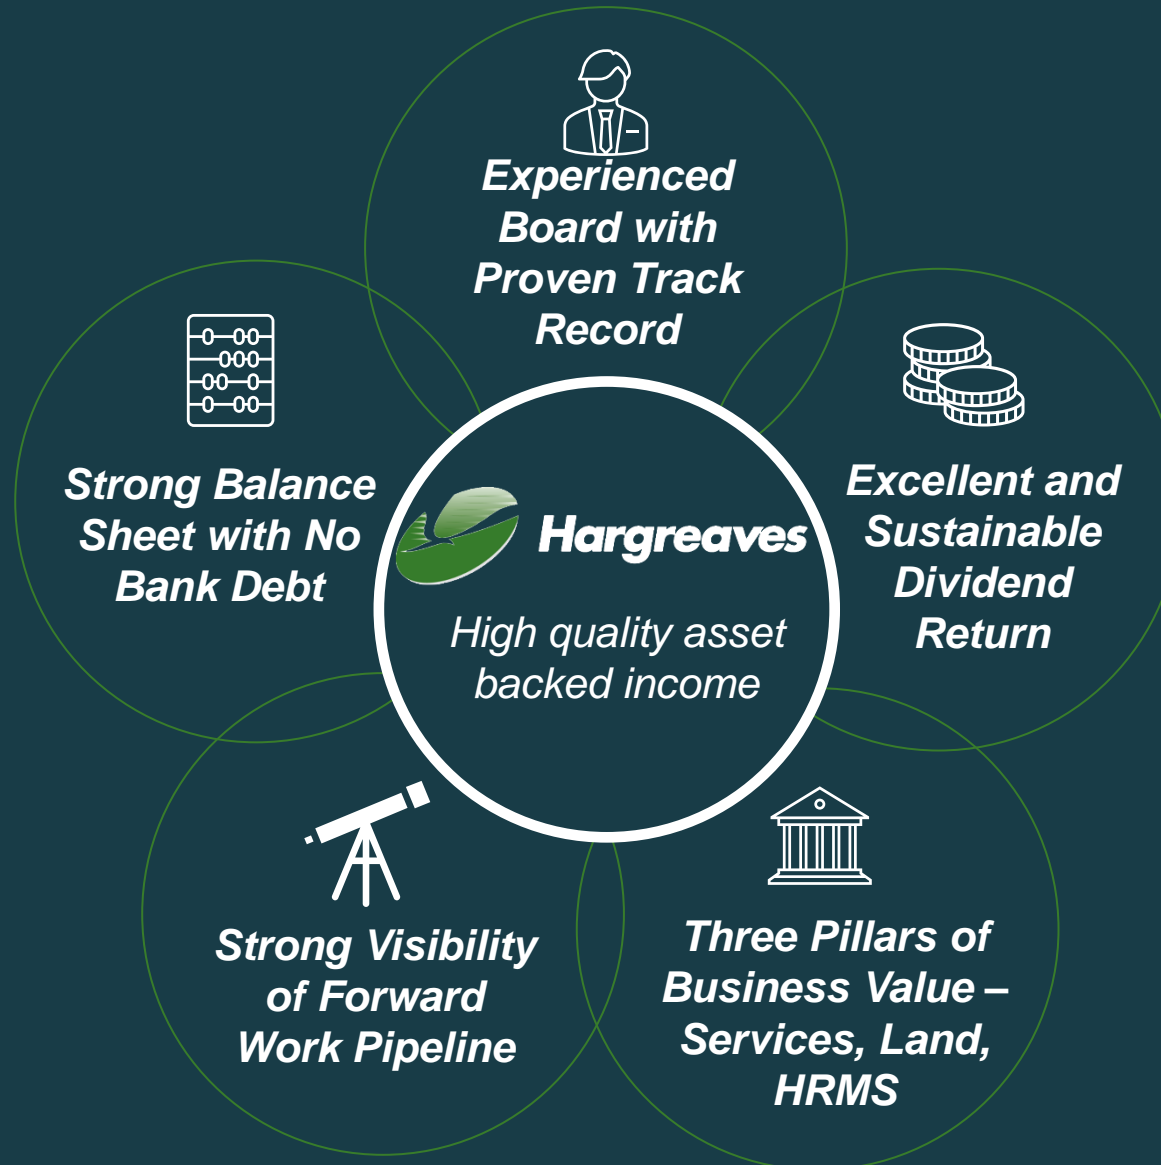 Experienced
Board with
Proven Track
Record
Strong Balance
Sheet with No
Bank Debt
Hargreaves
High quality asset
backed income
Excellent and
Sustainable
Dividend
Return
Strong Visibility
of Forward
Work Pipeline
Three Pillars of
Business Value –
Services, Land,
HRMS